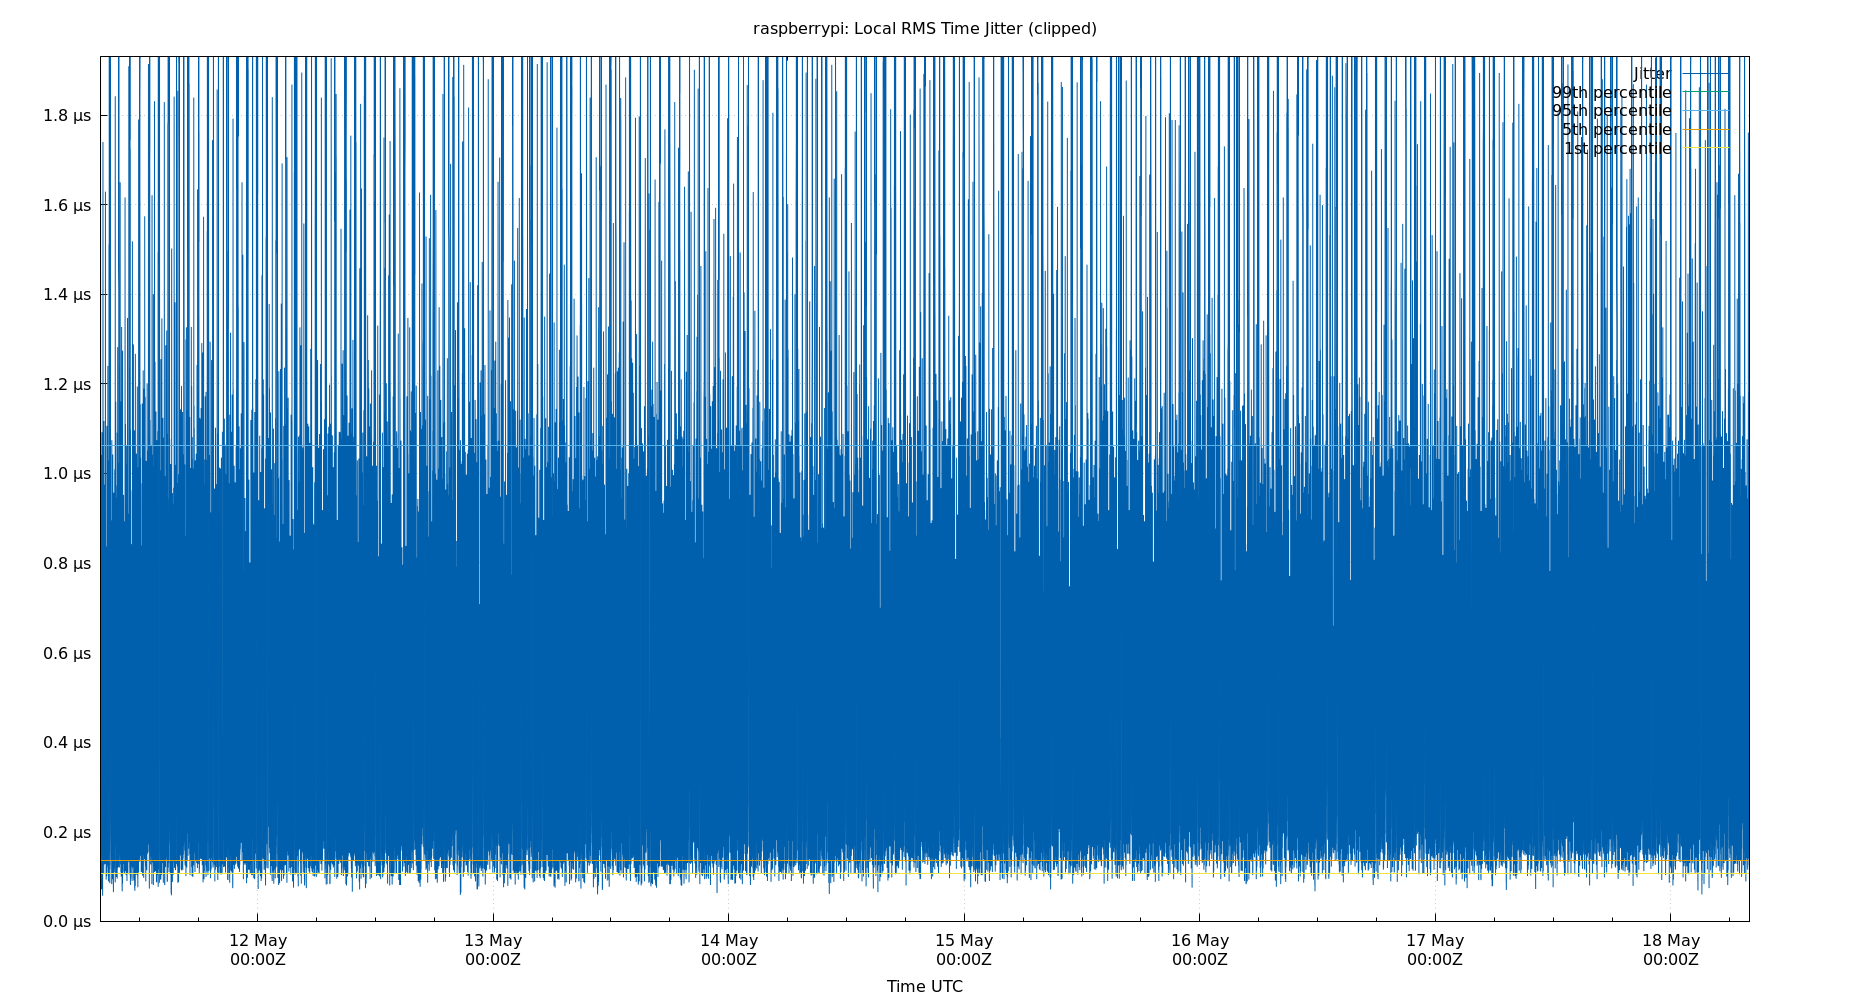 raspberrypi: Local RMS Time Jitter (clipped)
Jitter
99th percentile
95th percentile
5th percentile
1st percentile
1.8 µs
1.6 µs
1.4 µs
1.2 µs
1.0 µs
0.8 µs
0.6 µs
0.4 µs
0.2 µs
0.0 µs
12 May 13 May 14 May 15 May 16 May 17 May 18 May
00:00Z 00:00Z 00:00Z 00:00Z 00:00Z 00:00Z 00:00Z
Time UTC